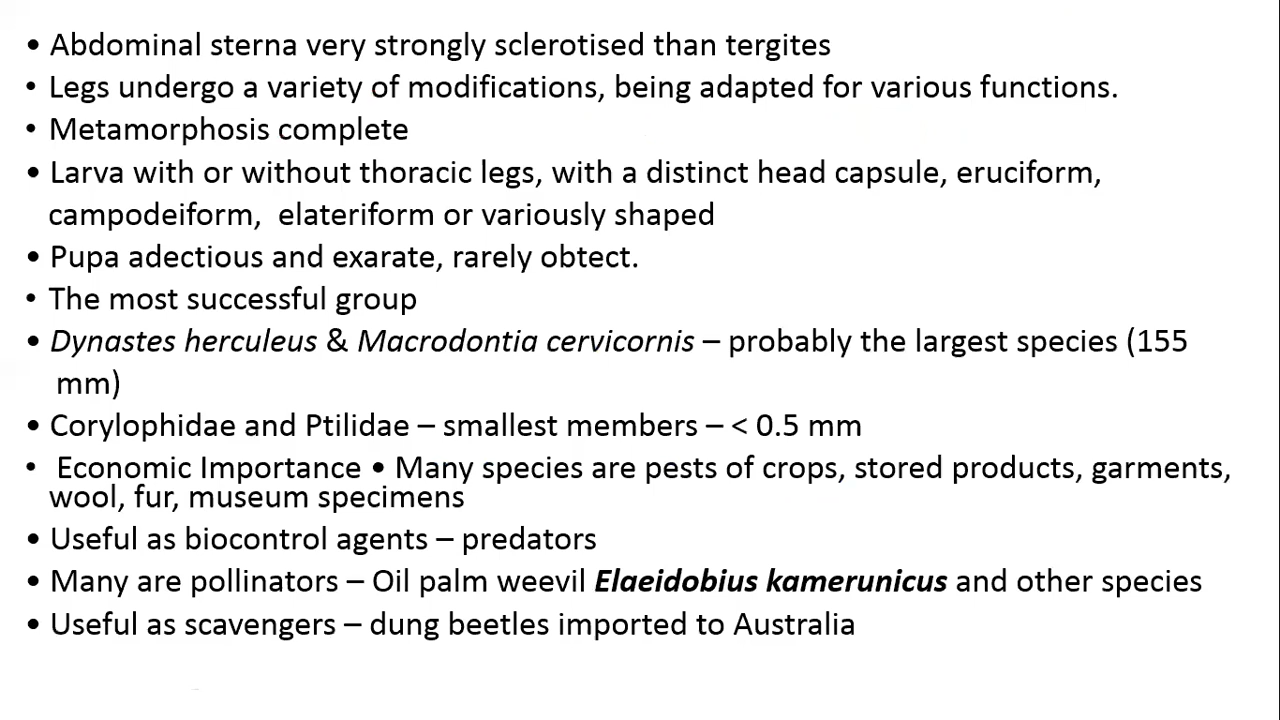 • Abdominal sterna very strongly sclerotised than tergites
• Legs undergo a variety of modifications, being adapted for various functions.
• Metamorphosis complete
• Larva with or without thoracic legs, with a distinct head capsule, eruciform,
campodeiform,  elateriform or variously shaped
• Pupa adectious and exarate, rarely obtect.
• The most successful group
• Dynastes herculeus & Macrodontia cervicornis – probably the largest species (155
mm)
• Corylophidae and Ptilidae – smallest members – < 0.5 mm
• Economic Importance • Many species are pests of crops, stored products, garments,
wool, fur, museum specimens
• Useful as biocontrol agents – predators
• Many are pollinators – Oil palm weevil Elaeidobius kamerunicus and other species
• Useful as scavengers – dung beetles imported to Australia